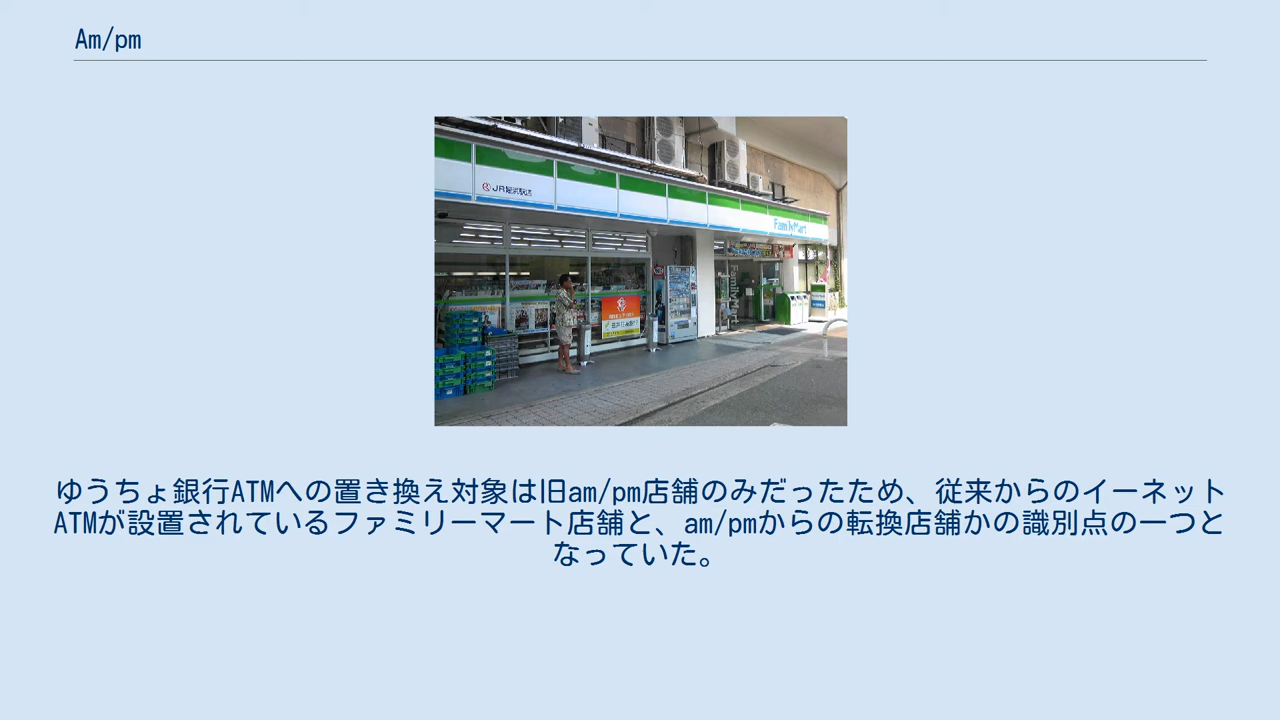 Am/pm
FamilyMart
FamilyMart
ゆうちょ銀行ATMへの置き換え対象は旧am/pm店舗のみだったため、従来からのイーネット
ATMが設置されているファミリーマート店舗と、am/pmからの転換店舗かの識別点の一つと
なっていた。